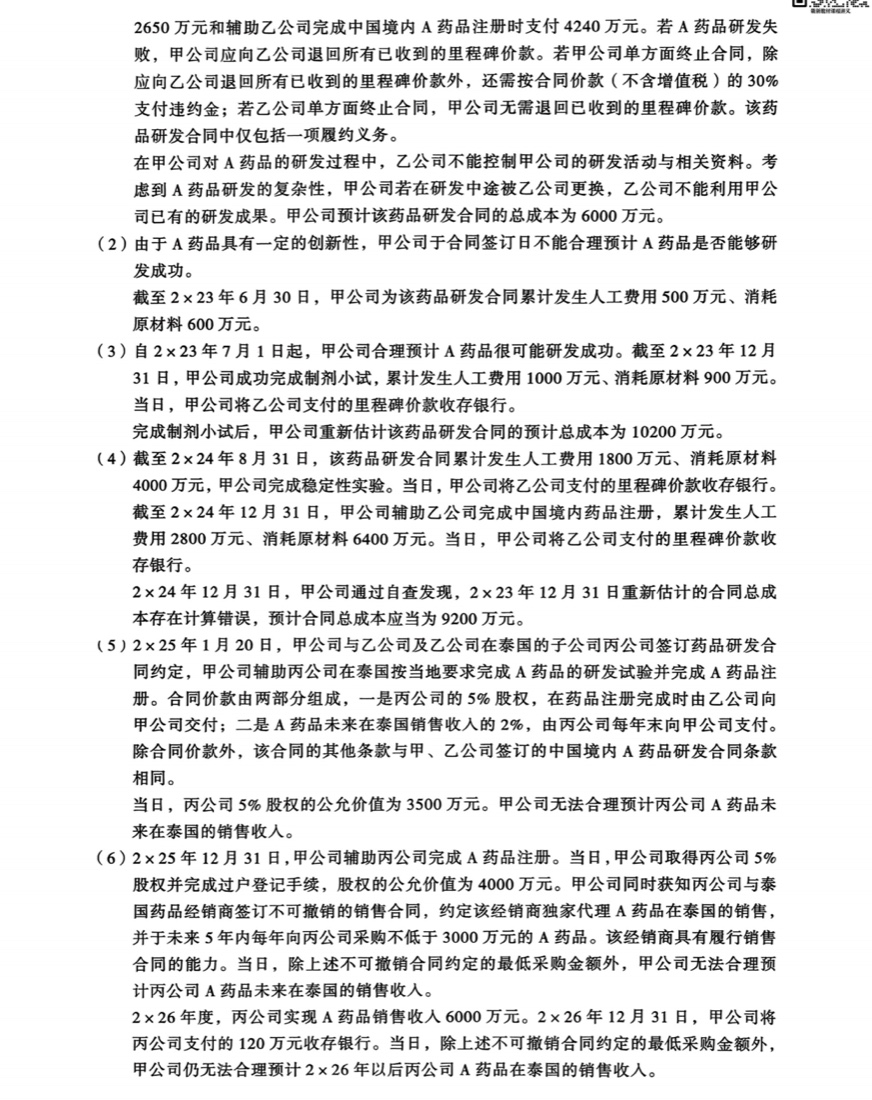 2650 万元和辅助乙公司完成中国境内 A 药品注册时支付 4240 万元。若 A 药品研发失
败，甲公司应向乙公司退回所有已收到的里程碑价款。若甲公司单方面终止合同，除
应向乙公司退回所有已收到的里程碑价款外，还需按合同价款（不含增值税）的 30%
支付违约金；若乙公司单方面终止合同，甲公司无需退回已收到的里程碑价款。该药
品研发合同中仅包括一项履约义务。
在甲公司对 A 药品的研发过程中，乙公司不能控制甲公司的研发活动与相关资料。考
虑到 A 药品研发的复杂性，甲公司若在研发中途被乙公司更换，乙公司不能利用甲公
司已有的研发成果。甲公司预计该药品研发合同的总成本为 6000 万元。
（2）由于 A 药品具有一定的创新性，甲公司于合同签订日不能合理预计 A 药品是否能够研
发成功。
截至 2×23 年 6 月 30 日，甲公司为该药品研发合同累计发生人工费用 500 万元、消耗
原材料 600 万元。
（3）自 2×23 年 7 月 1 日起，甲公司合理预计 A 药品很可能研发成功。截至 2×23 年 12 月
31 日，甲公司成功完成制剂小试，累计发生人工费用 1000 万元、消耗原材料 900 万元。
当日，甲公司将乙公司支付的里程碑价款收存银行。
完成制剂小试后，甲公司重新估计该药品研发合同的预计总成本为 10200 万元。
（4）截至 2×24 年 8 月 31 日，该药品研发合同累计发生人工费用 1800 万元、消耗原材料
4000 万元，甲公司完成稳定性实验。当日，甲公司将乙公司支付的里程碑价款收存银行。
截至 2×24 年 12 月 31 日，甲公司辅助乙公司完成中国境内药品注册，累计发生人工
费用 2800 万元、消耗原材料 6400 万元。当日，甲公司将乙公司支付的里程碑价款收
存银行。
2×24 年 12 月 31 日，甲公司通过自查发现，2×23 年 12 月 31 日重新估计的合同总成
本存在计算错误，预计合同总成本应当为 9200 万元。
（5）2×25 年 1 月 20 日，甲公司与乙公司及乙公司在泰国的子公司丙公司签订药品研发合
同约定，甲公司辅助丙公司在泰国按当地要求完成 A 药品的研发试验并完成 A 药品注
册。合同价款由两部分组成，一是丙公司的 5% 股权，在药品注册完成时由乙公司向
甲公司交付；二是 A 药品未来在泰国销售收入的 2%，由丙公司每年末向甲公司支付。
除合同价款外，该合同的其他条款与甲、乙公司签订的中国境内 A 药品研发合同条款
相同。
当日，丙公司 5% 股权的公允价值为 3500 万元。甲公司无法合理预计丙公司 A 药品未
来在泰国的销售收入。
（6）2×25 年 12 月 31 日，甲公司辅助丙公司完成 A 药品注册。当日，甲公司取得丙公司 5%
股权并完成过户登记手续，股权的公允价值为 4000 万元。甲公司同时获知丙公司与泰
国药品经销商签订不可撤销的销售合同，约定该经销商独家代理 A 药品在泰国的销售，
并于未来 5 年内每年向丙公司采购不低于 3000 万元的 A 药品。该经销商具有履行销售
合同的能力。当日，除上述不可撤销合同约定的最低采购金额外，甲公司无法合理预
计丙公司 A 药品未来在泰国的销售收入。
2×26 年度，丙公司实现 A 药品销售收入 6000 万元。2×26 年 12 月 31 日，甲公司将
丙公司支付的 120 万元收存银行。当日，除上述不可撤销合同约定的最低采购金额外，
甲公司仍无法合理预计 2×26 年以后丙公司 A 药品在泰国的销售收入。